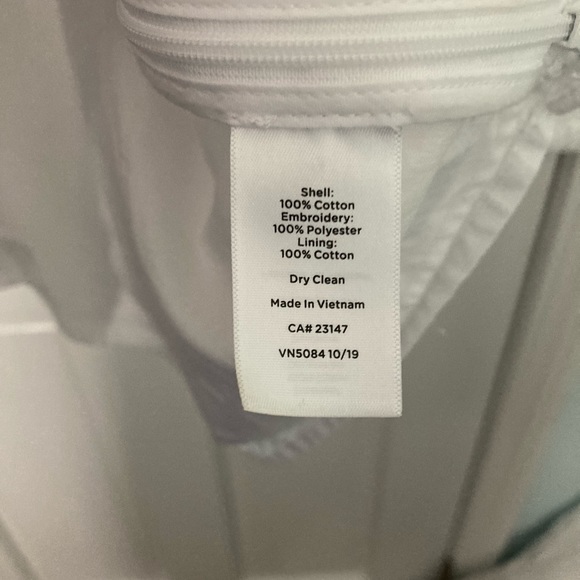 Shell:
100% Cotton
Embroidery:
100% Polyester
Lining:
100% Cotton
Dry Clean
Made In Vietnam
CA# 23147
VN5084 10/19